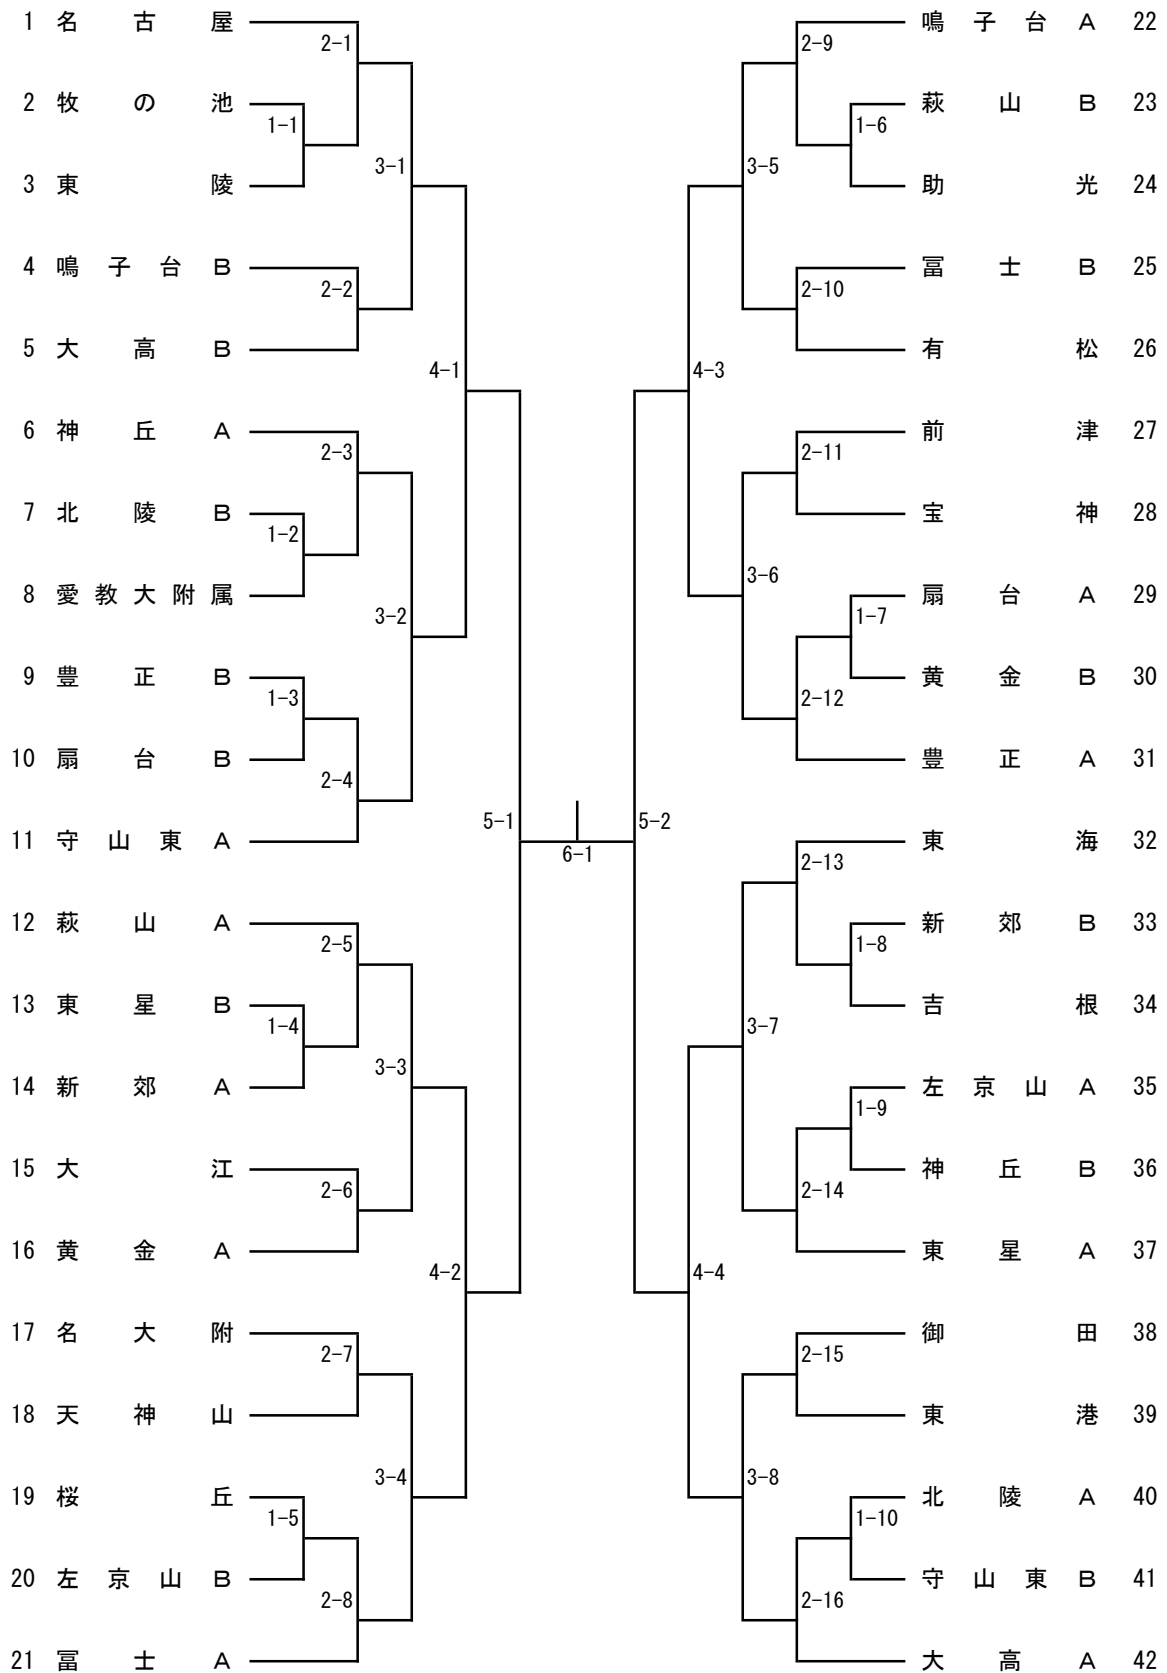 1 名古屋
2-1
2 牧の池
1-1
3 東陵
3-1
4 鳴子台B
2-2
5 大高B
4-1
6 神丘A
2-3
7 北陵B
1-2
8 愛教大附属
3-2
9 豊正B
1-3
10 扇台B
2-4
11 守山東A
5-1
12 萩山A
2-5
13 東星B
1-4
14 新郊A
3-3
15 大江
2-6
16 黄金A
4-2
17 名大附
2-7
18 天神山
3-4
19 桜丘
1-5
20 左京山B
2-8
21 冨士A
6-1
鳴子台A 22
2-9
萩山B 23
1-6
助光 24
3-5
冨士B 25
2-10
有松 26
4-3
前津 27
2-11
宝神 28
3-6
扇台A 29
1-7
黄金B 30
2-12
豊正A 31
5-2
東海 32
2-13
新郊B 33
1-8
吉根 34
3-7
左京山A 35
1-9
神丘B 36
2-14
東星A 37
4-4
御田 38
2-15
東港 39
3-8
北陵A 40
1-10
守山東B 41
2-16
大高A 42